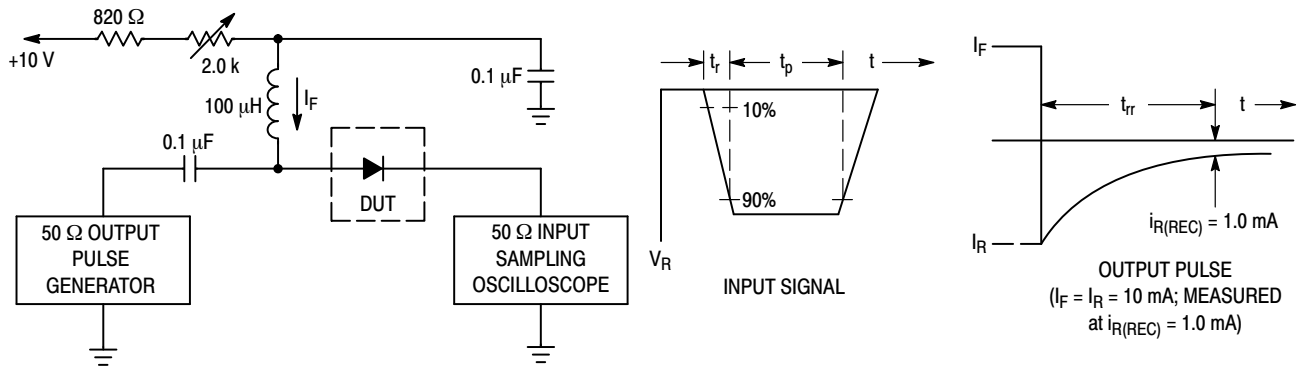 820 Ω
+10 V
2.0 k
100 μH
I_F
0.1 μF
0.1 μF
DUT
50 Ω OUTPUT
PULSE
GENERATOR
50 Ω INPUT
SAMPLING
OSCILLOSCOPE
t_r
t_p
t
10%
90%
V_R
INPUT SIGNAL
I_F
t_rr
t
i_R(REC) = 1.0 mA
I_R
OUTPUT PULSE
(I_F = I_R = 10 mA; MEASURED
at i_R(REC) = 1.0 mA)